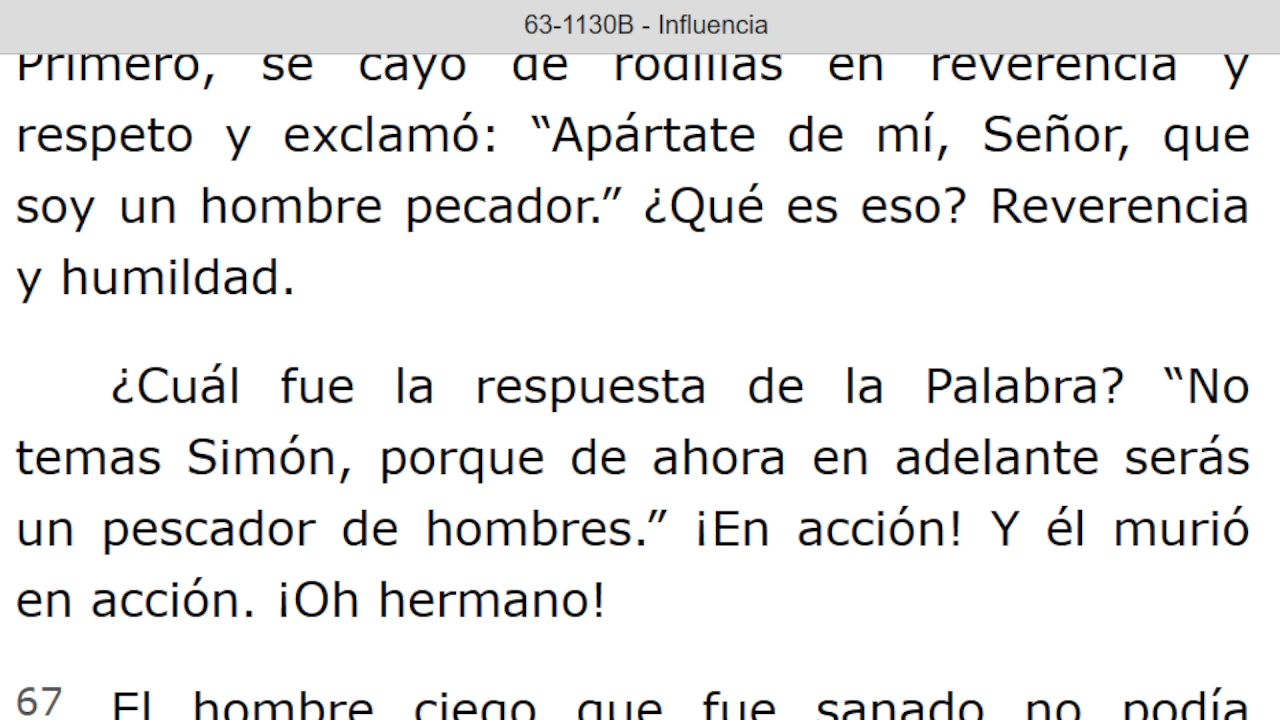 63-1130B - Influencia
Primero, se cayó de rodillas en reverencia y
respeto y exclamó: “Apártate de mí, Señor, que
soy un hombre pecador.” ¿Qué es eso? Reverencia
y humildad.
¿Cuál fue la respuesta de la Palabra? “No
temas Simón, porque de ahora en adelante serás
un pescador de hombres.” ¡En acción! Y él murió
en acción. ¡Oh hermano!
67 El hombre ciego que fue sanado no podía